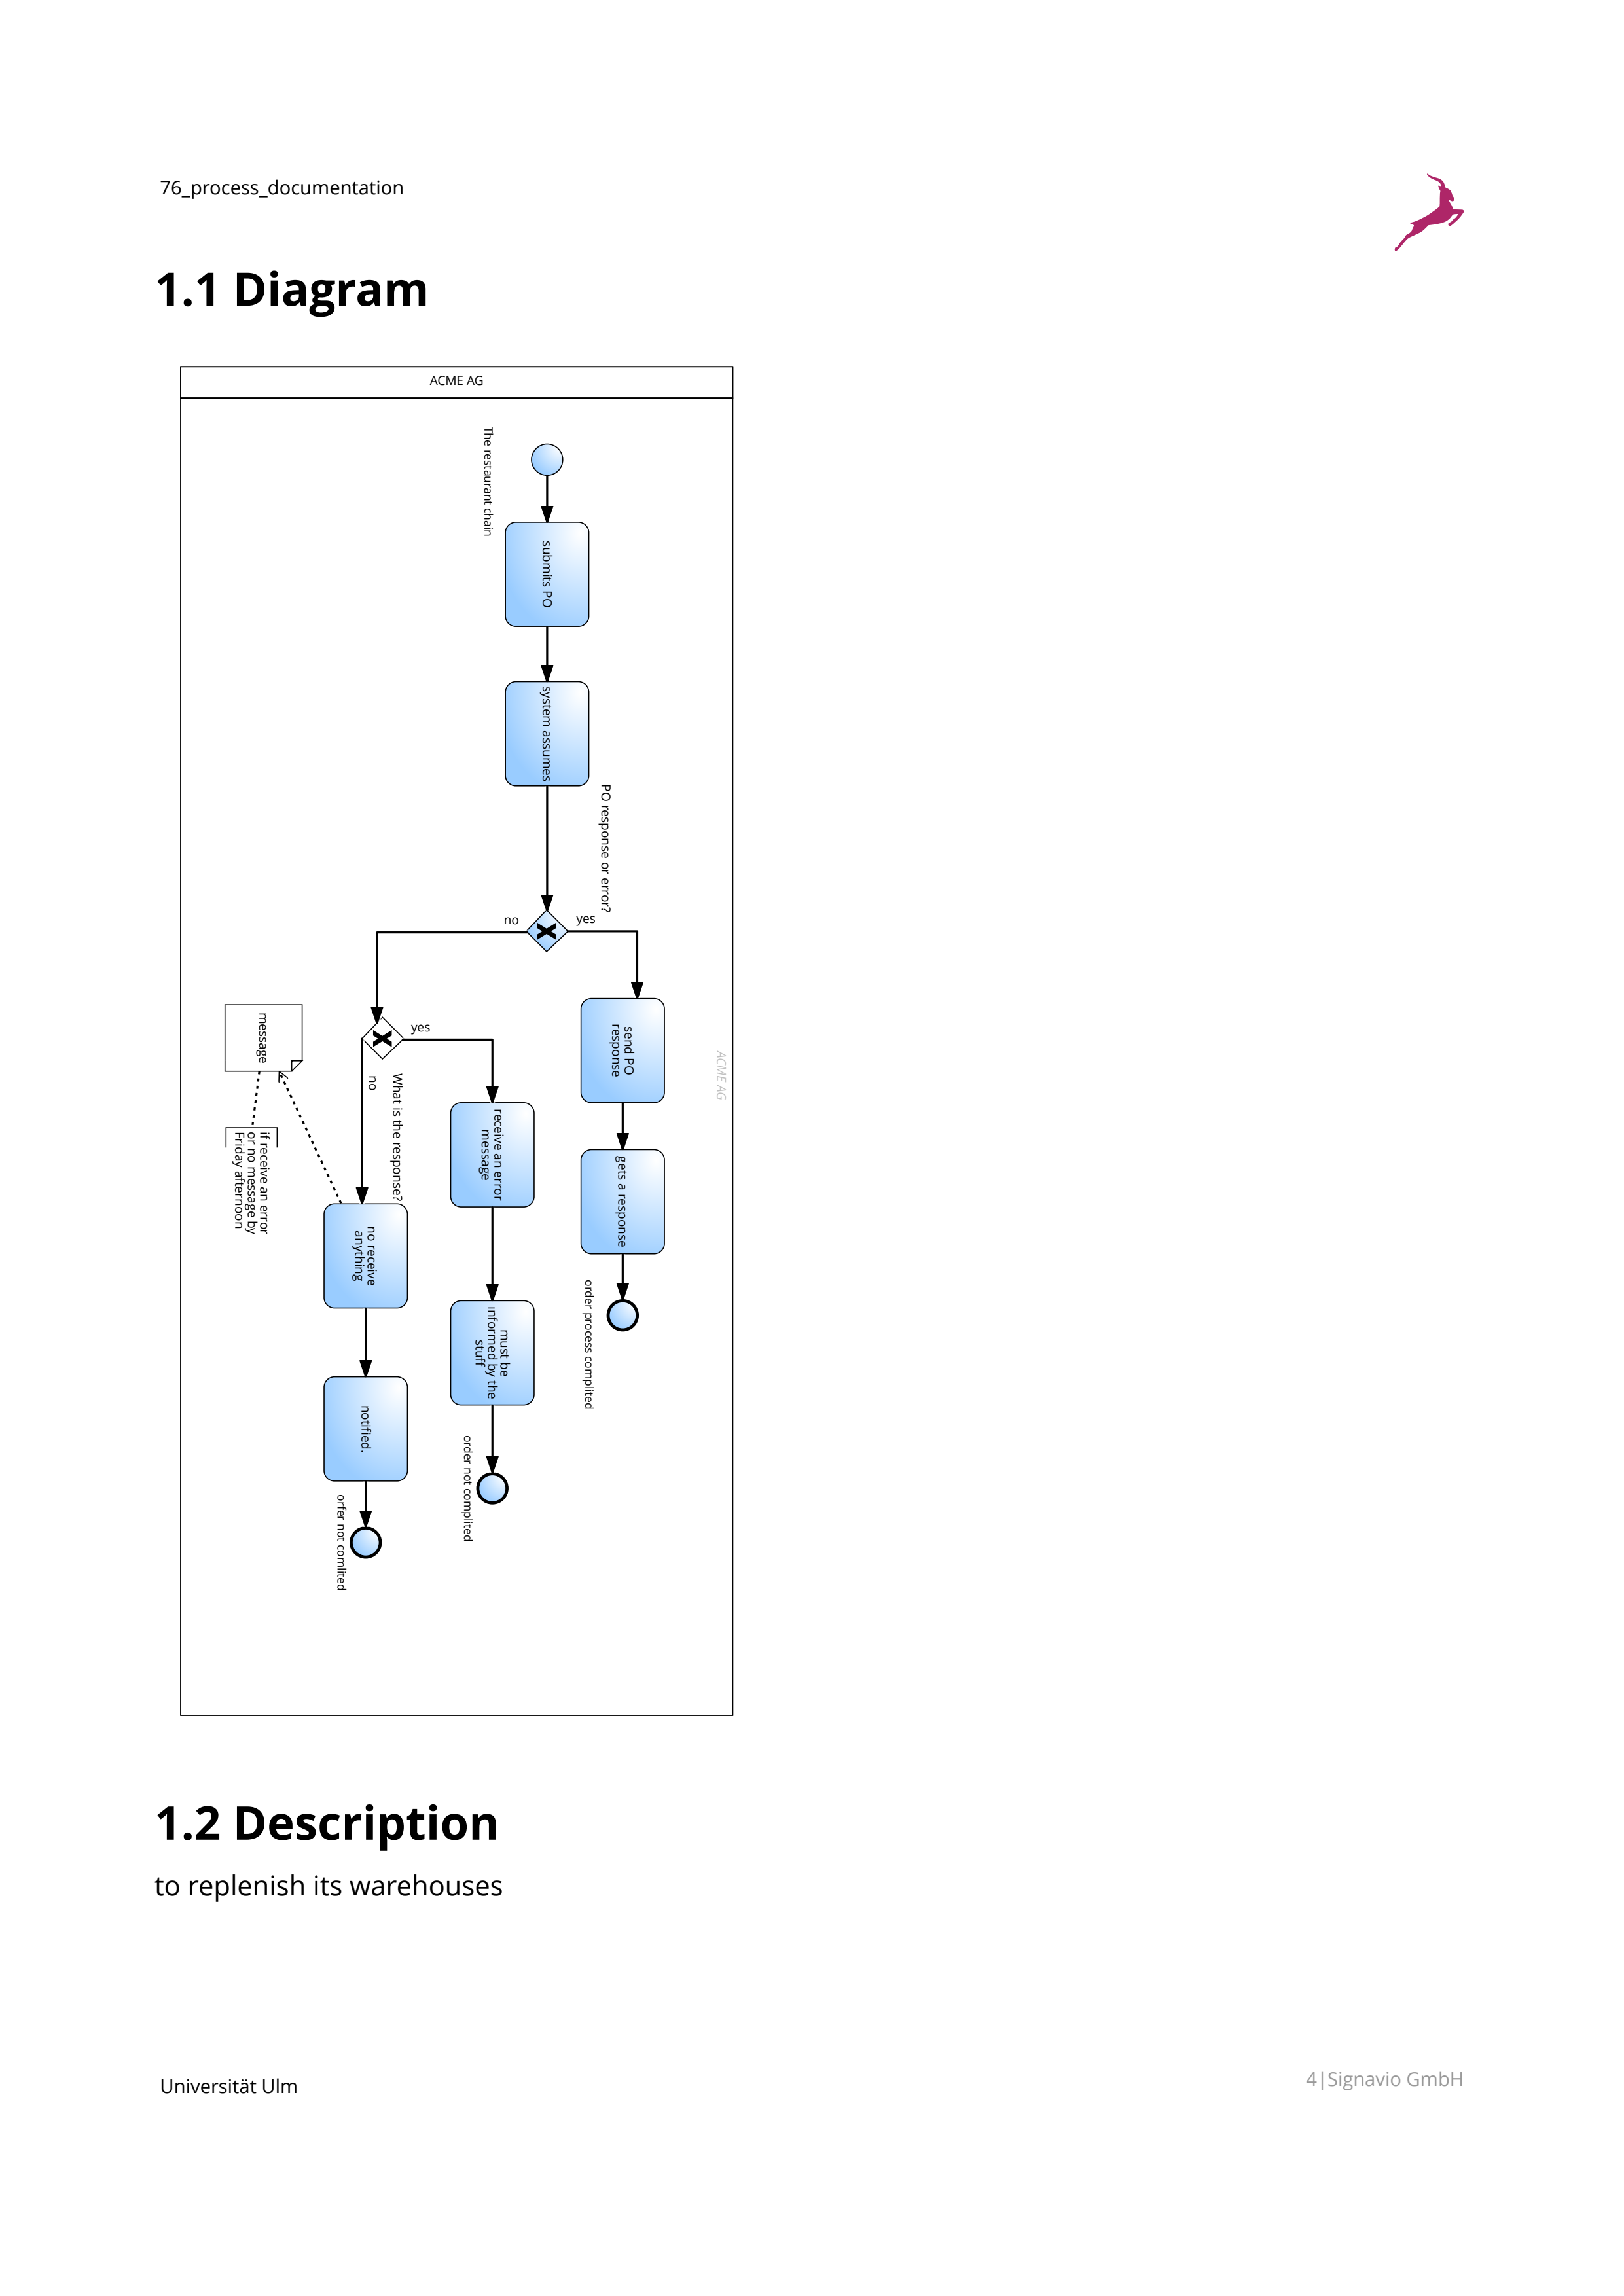 76_process_documentation
1.1 Diagram
ACME AG
The restaurant chain
submits PO
system assumes
PO response or error?
no
yes
send PO
response
gets a response
order process complited
ACME AG
yes
What is the response?
no
receive an error
message
must be
informed by the
stuff
order not complited
message
if receive an error
or no message by
Friday afternoon
no receive
anything
notified.
orfer not comlited
1.2 Description
to replenish its warehouses
Universität Ulm
4|Signavio GmbH